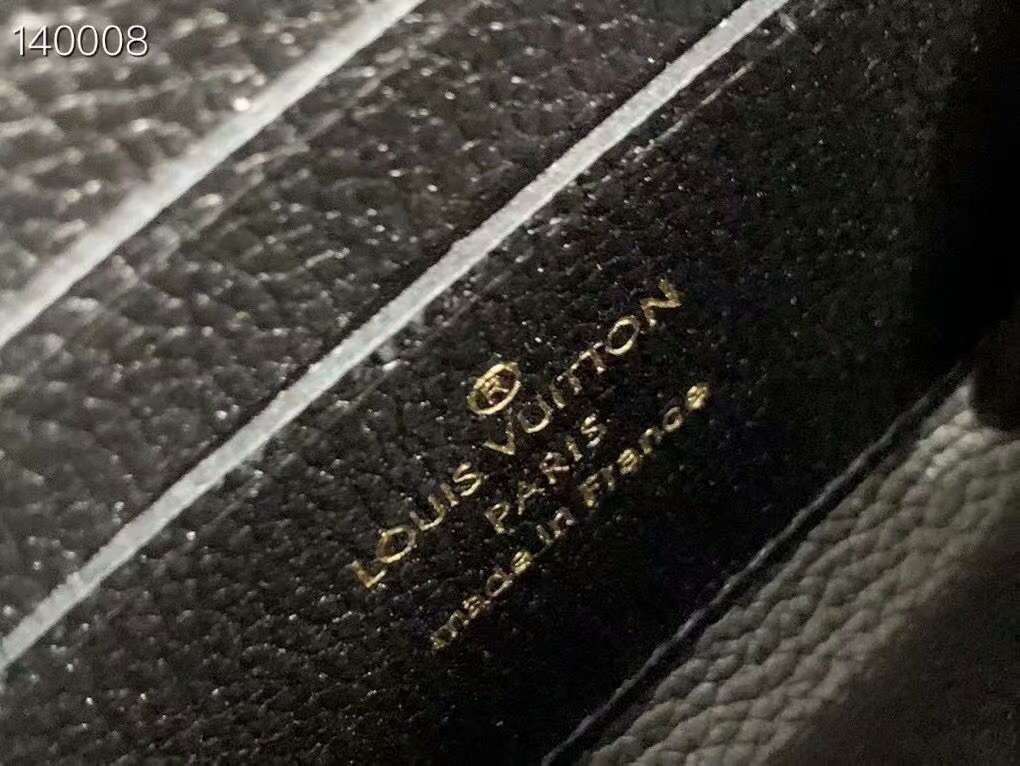 140008
®
LOUIS VUITTON
PARIS
made in France